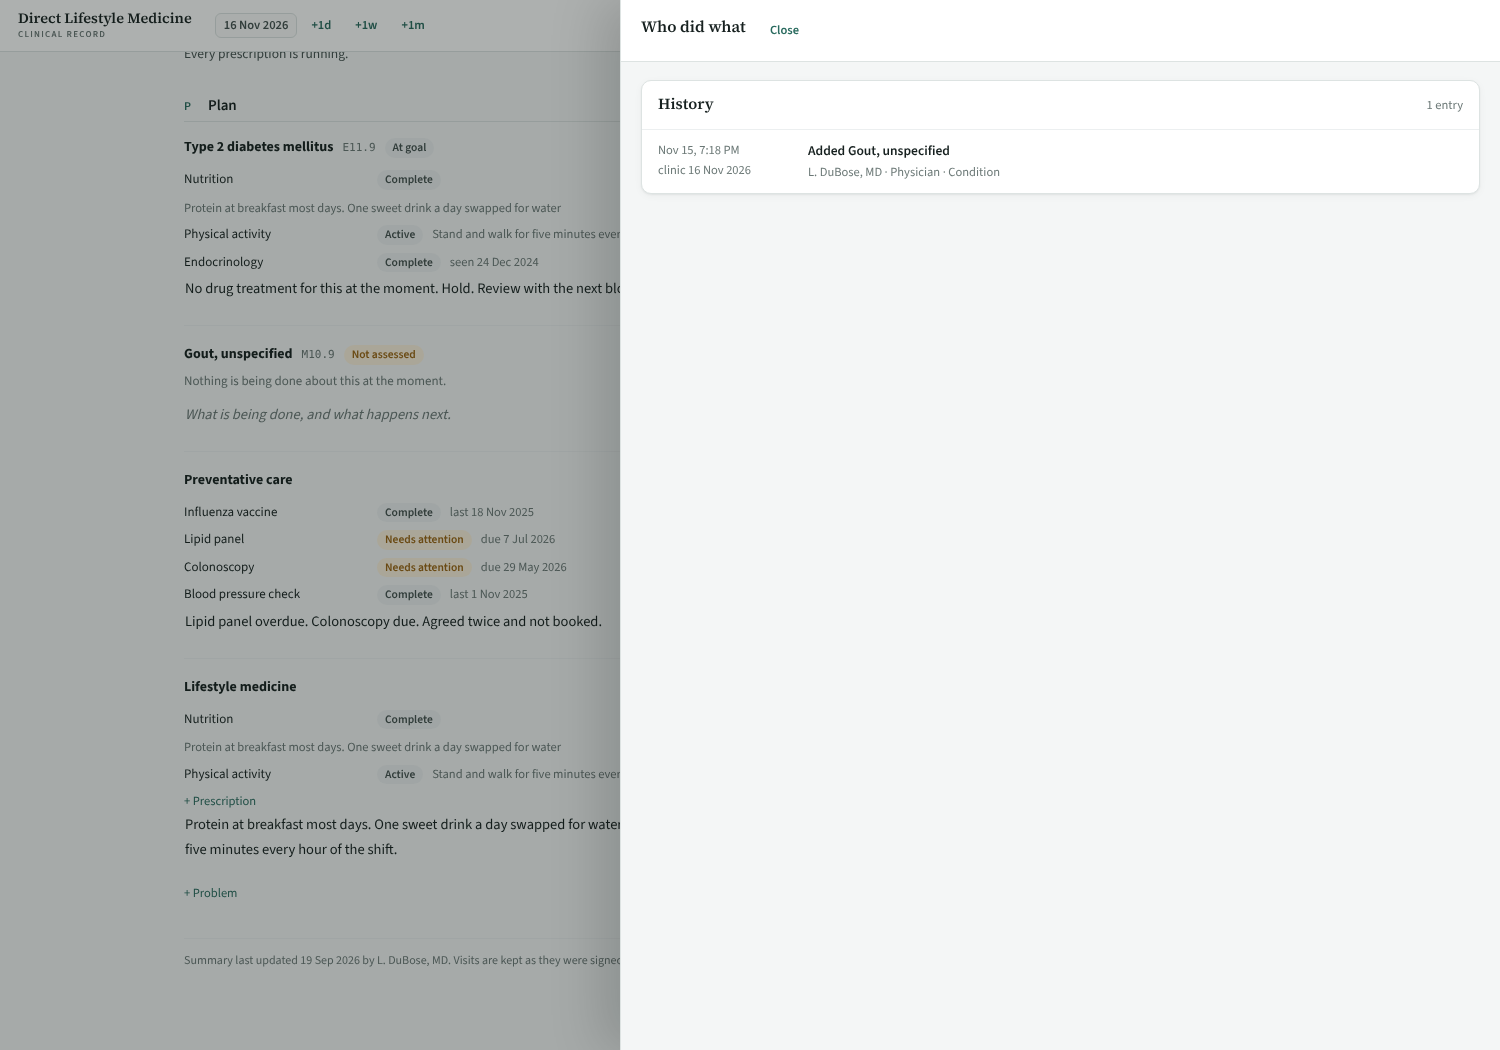 Direct Lifestyle Medicine
CLINICAL RECORD
16 Nov 2026 +1d +1w +1m
Every prescription is running.
P Plan
Type 2 diabetes mellitus E11.9 At goal
Nutrition Complete
Protein at breakfast most days. One sweet drink a day swapped for water
Physical activity Active Stand and walk for five minutes ever
Endocrinology Complete seen 24 Dec 2024
No drug treatment for this at the moment. Hold. Review with the next blo
Gout, unspecified M10.9 Not assessed
Nothing is being done about this at the moment.
What is being done, and what happens next.
Preventative care
Influenza vaccine Complete last 18 Nov 2025
Lipid panel Needs attention due 7 Jul 2026
Colonoscopy Needs attention due 29 May 2026
Blood pressure check Complete last 1 Nov 2025
Lipid panel overdue. Colonoscopy due. Agreed twice and not booked.
Lifestyle medicine
Nutrition Complete
Protein at breakfast most days. One sweet drink a day swapped for water
Physical activity Active Stand and walk for five minutes ever
+ Prescription
Protein at breakfast most days. One sweet drink a day swapped for water
five minutes every hour of the shift.
+ Problem
Summary last updated 19 Sep 2026 by L. DuBose, MD. Visits are kept as they were signed
Who did what Close
History 1 entry
Nov 15, 7:18 PM Added Gout, unspecified
clinic 16 Nov 2026 L. DuBose, MD · Physician · Condition